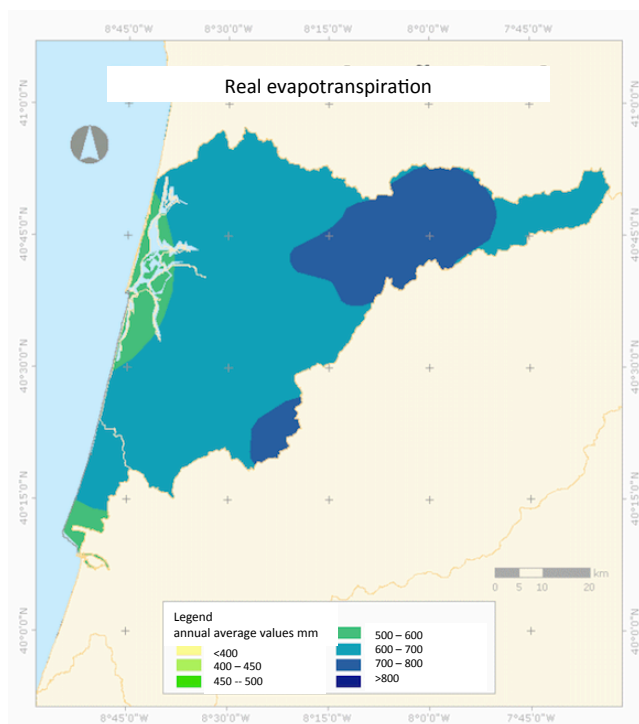 8°45'0"W 8°30'0"W 8°15'0"W 8°0'0"W 7°45'0"W
Real evapotranspiration
41°0'0"N 41°0'0"N
40°45'0"N 40°45'0"N
40°30'0"N 40°30'0"N
40°15'0"N 40°15'0"N
km
0 5 10 20
40°0'0"N 40°0'0"N
Legend
annual average values mm
<400
400 – 450
450 -- 500
500 – 600
600 – 700
700 – 800
>800
8°45'0"W 8°30'0"W 8°15'0"W 8°0'0"W 7°45'0"W